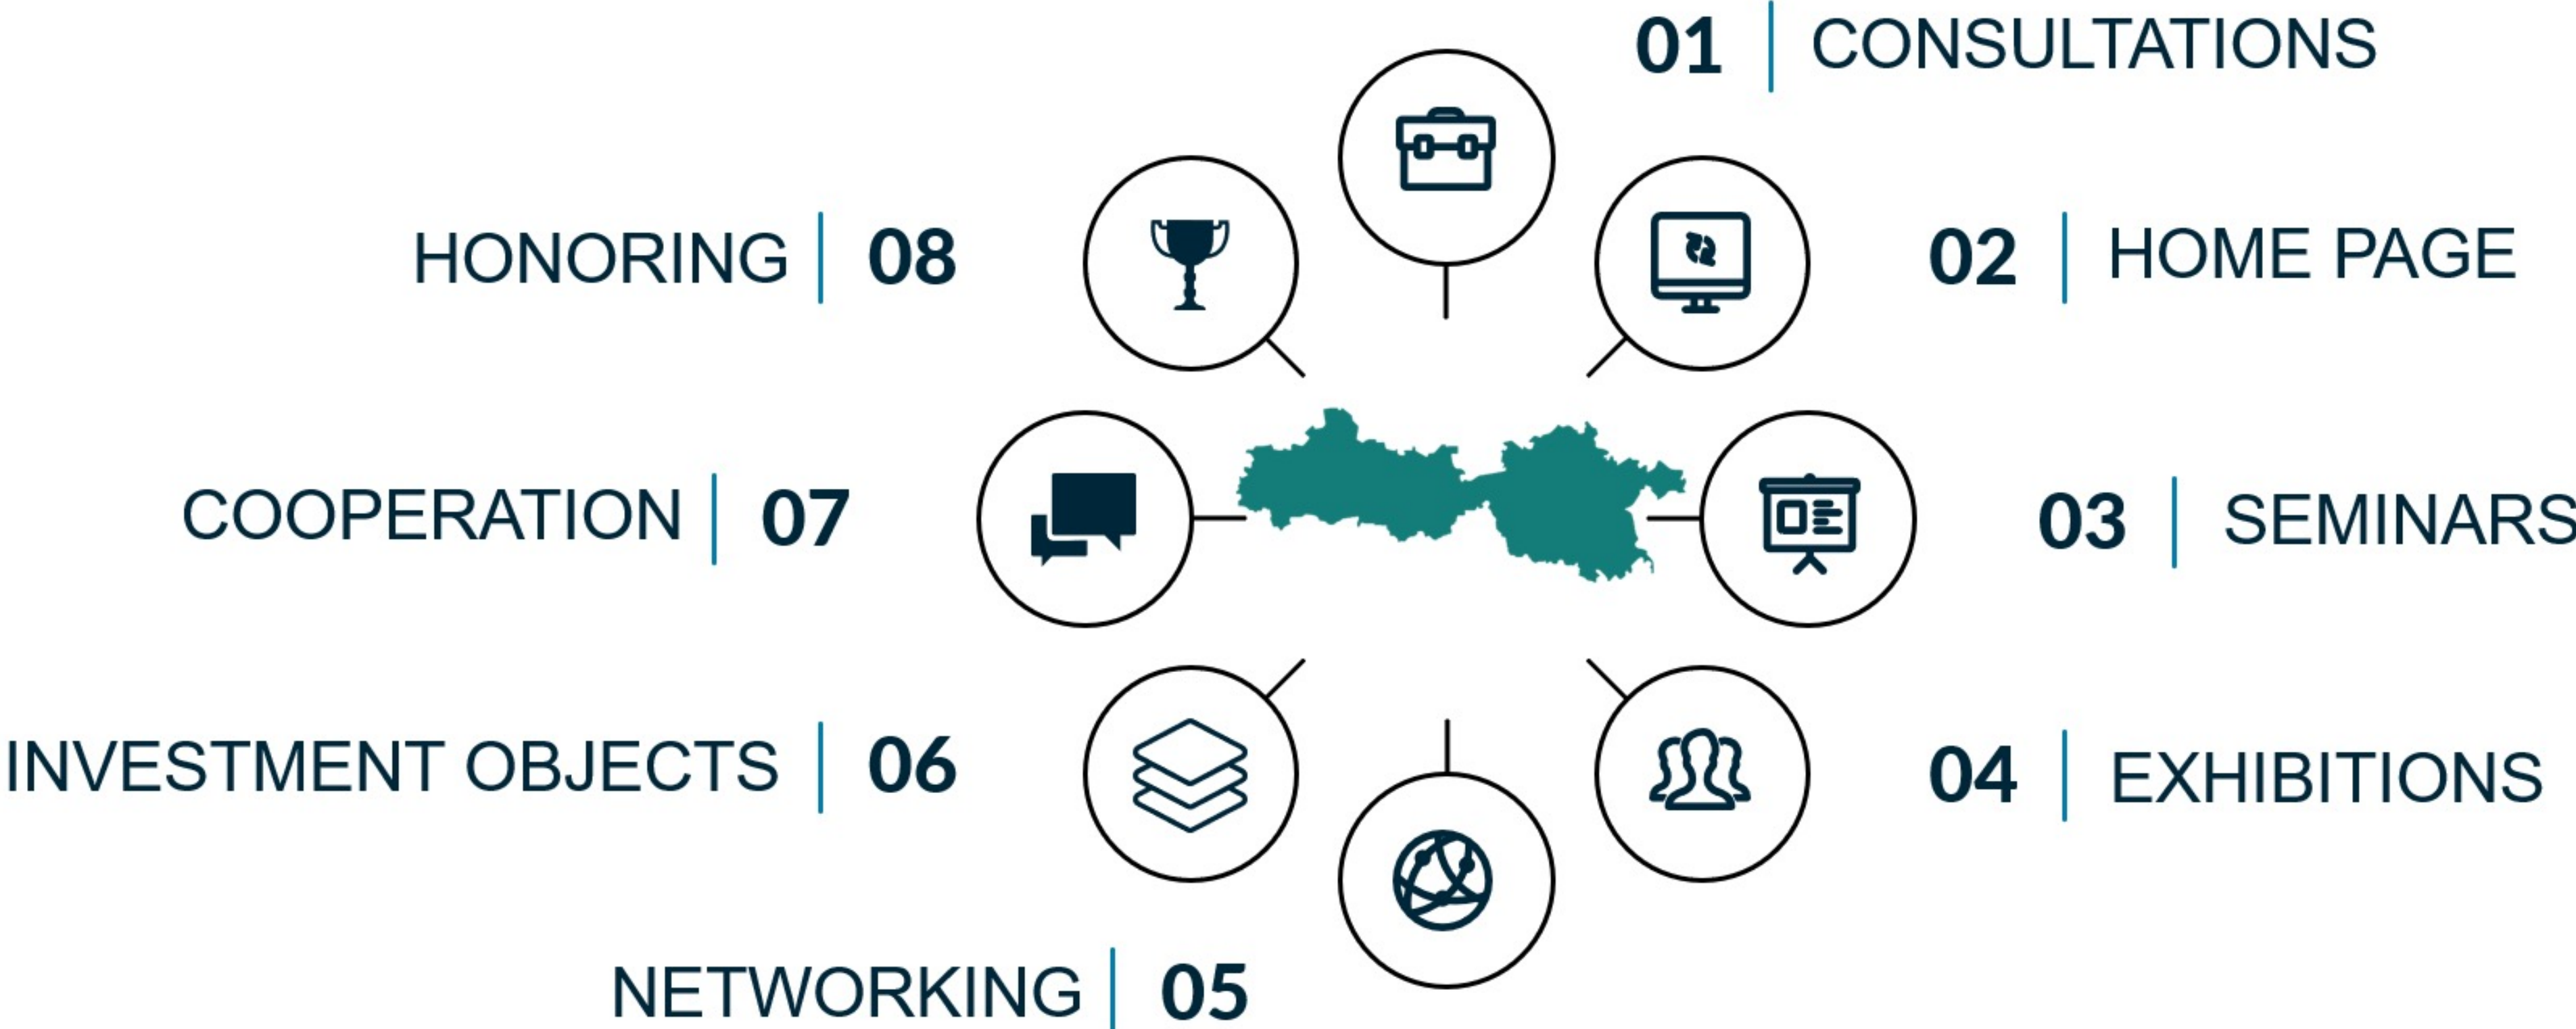 01 CONSULTATIONS
02 HOME PAGE
03 SEMINARS
04 EXHIBITIONS
NETWORKING 05
INVESTMENT OBJECTS 06
COOPERATION 07
HONORING 08